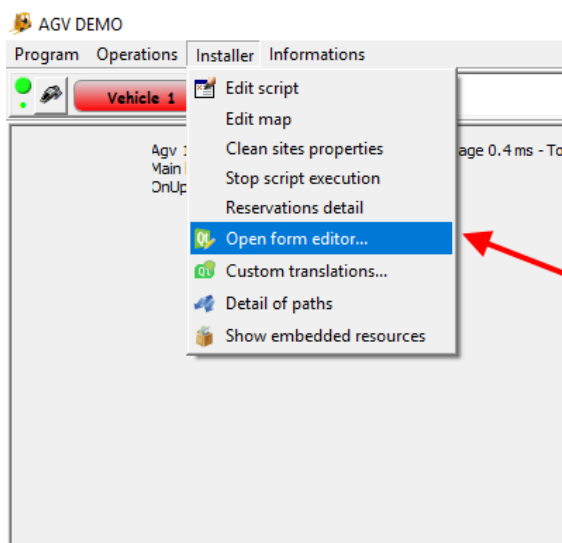 AGV DEMO
Program Operations Installer Informations
Vehicle 1
Edit script
Edit map
Agv
age 0.4 ms - To
Clean sites properties
Main
Stop script execution
OnUp
Reservations detail
Open form editor...
Custom translations...
Detail of paths
Show embedded resources